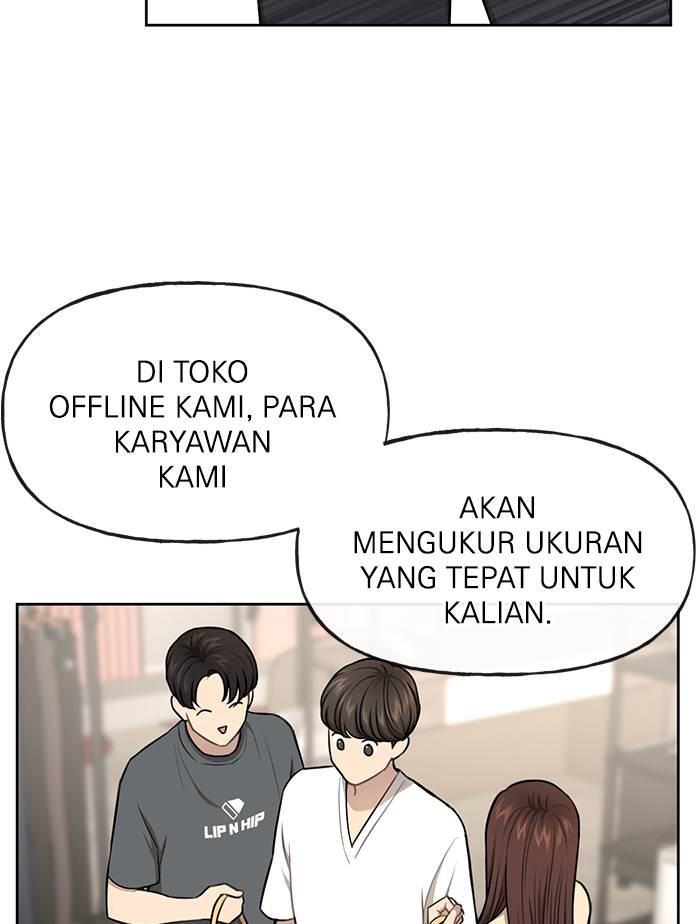 DI TOKO
OFFLINE KAMI, PARA
KARYAWAN
KAMI
AKAN
MENGUKUR UKURAN
YANG TEPAT UNTUK
KALIAN.
LIP N HIP